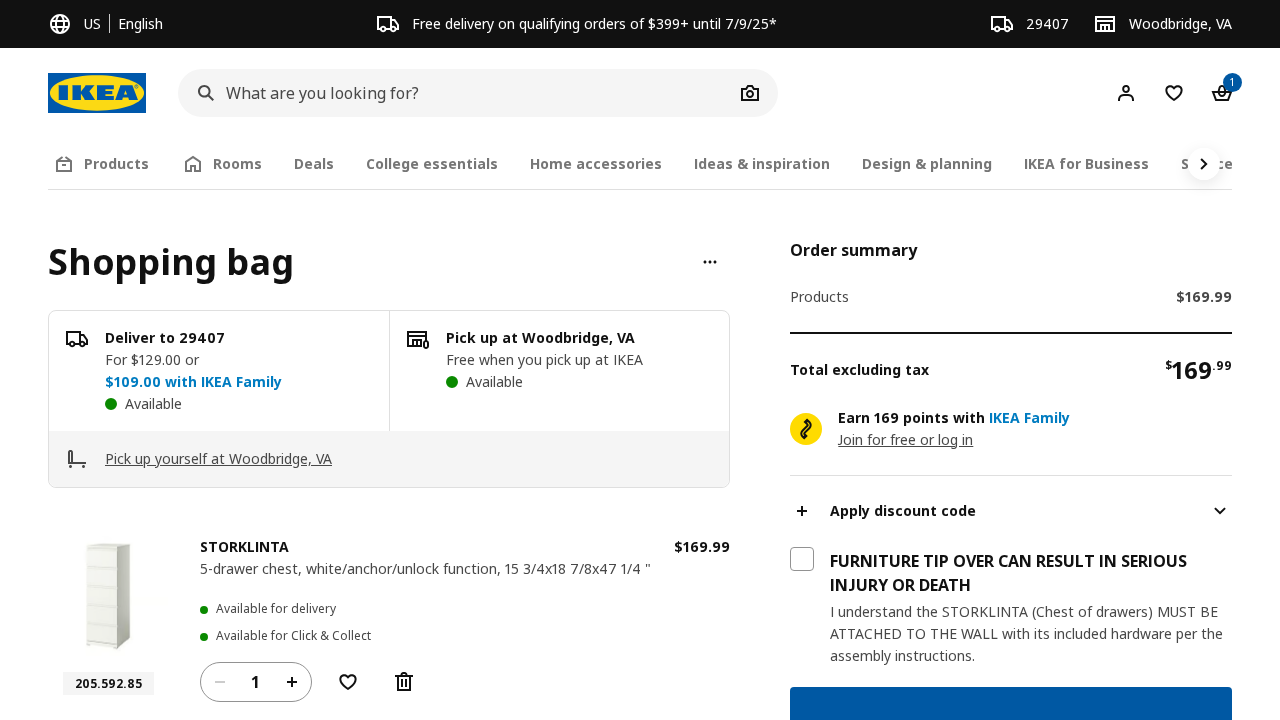 US English
Free delivery on qualifying orders of $399+ until 7/9/25*
29407
Woodbridge, VA
IKEA
What are you looking for?
1
Products
Rooms
Deals
College essentials
Home accessories
Ideas & inspiration
Design & planning
IKEA for Business
Shopping bag
Deliver to 29407
For $129.00 or
$109.00 with IKEA Family
Available
Pick up at Woodbridge, VA
Free when you pick up at IKEA
Available
Pick up yourself at Woodbridge, VA
STORKLINTA
$169.99
5-drawer chest, white/anchor/unlock function, 15 3/4x18 7/8x47 1/4 "
Available for delivery
Available for Click & Collect
205.592.85
1
Order summary
Products $169.99
Total excluding tax $169.99
Earn 169 points with IKEA Family
Join for free or log in
Apply discount code
FURNITURE TIP OVER CAN RESULT IN SERIOUS
INJURY OR DEATH
I understand the STORKLINTA (Chest of drawers) MUST BE
ATTACHED TO THE WALL with its included hardware per the
assembly instructions.